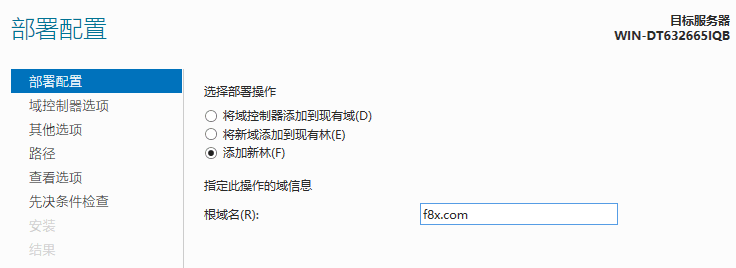 部署配置
目标服务器
WIN-DT632665IQB
部署配置
域控制器选项
其他选项
路径
查看选项
先决条件检查
安装
结果
选择部署操作
将域控制器添加到现有域(D)
将新域添加到现有林(E)
添加新林(F)
指定此操作的域信息
根域名(R):
f8x.com